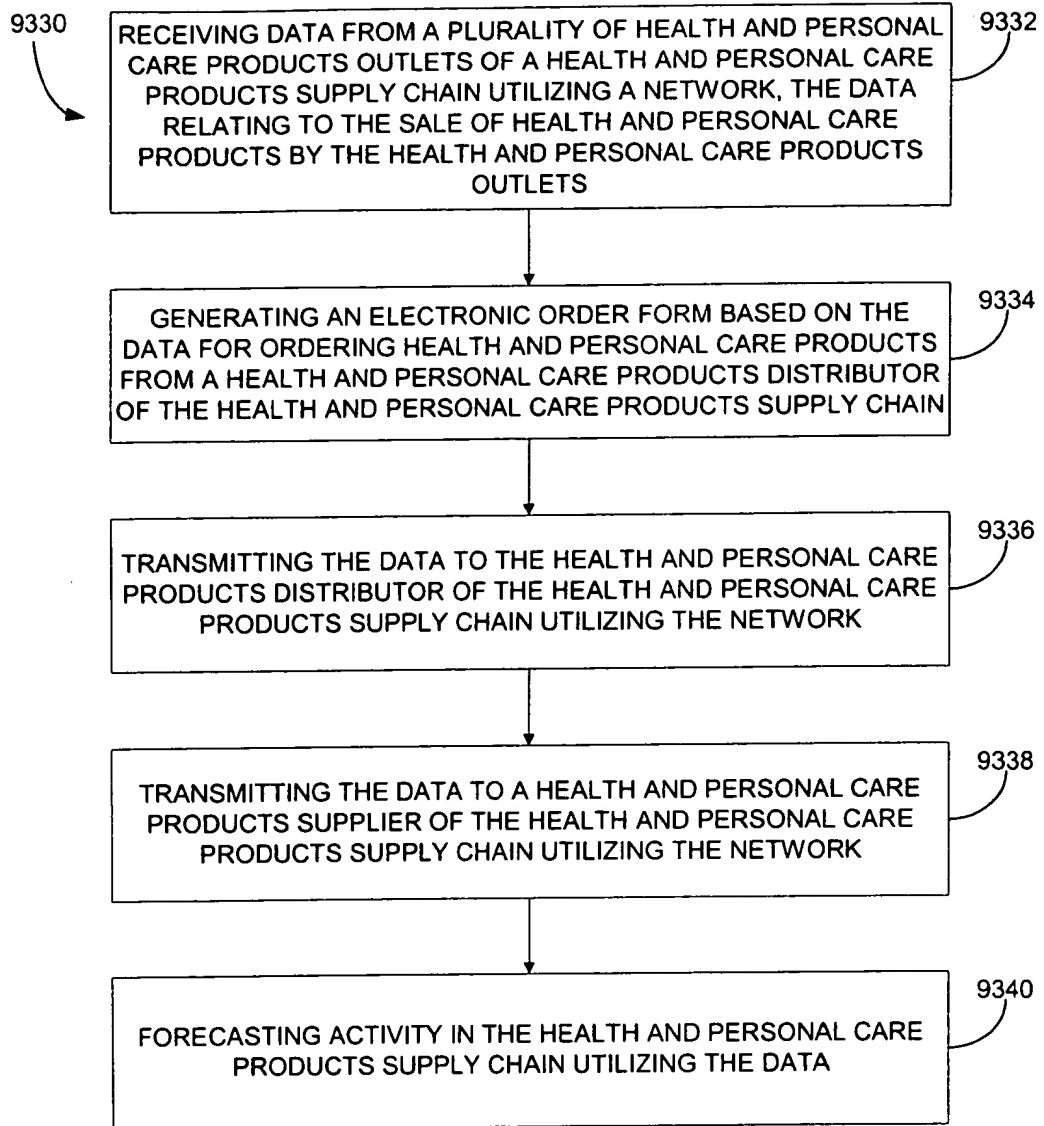 9330
RECEIVING DATA FROM A PLURALITY OF HEALTH AND PERSONAL
CARE PRODUCTS OUTLETS OF A HEALTH AND PERSONAL CARE
PRODUCTS SUPPLY CHAIN UTILIZING A NETWORK, THE DATA
RELATING TO THE SALE OF HEALTH AND PERSONAL CARE
PRODUCTS BY THE HEALTH AND PERSONAL CARE PRODUCTS
OUTLETS
9332
GENERATING AN ELECTRONIC ORDER FORM BASED ON THE
DATA FOR ORDERING HEALTH AND PERSONAL CARE PRODUCTS
FROM A HEALTH AND PERSONAL CARE PRODUCTS DISTRIBUTOR
OF THE HEALTH AND PERSONAL CARE PRODUCTS SUPPLY CHAIN
9334
TRANSMITTING THE DATA TO THE HEALTH AND PERSONAL CARE
PRODUCTS DISTRIBUTOR OF THE HEALTH AND PERSONAL CARE
PRODUCTS SUPPLY CHAIN UTILIZING THE NETWORK
9336
TRANSMITTING THE DATA TO A HEALTH AND PERSONAL CARE
PRODUCTS SUPPLIER OF THE HEALTH AND PERSONAL CARE
PRODUCTS SUPPLY CHAIN UTILIZING THE NETWORK
9338
FORECASTING ACTIVITY IN THE HEALTH AND PERSONAL CARE
PRODUCTS SUPPLY CHAIN UTILIZING THE DATA
9340